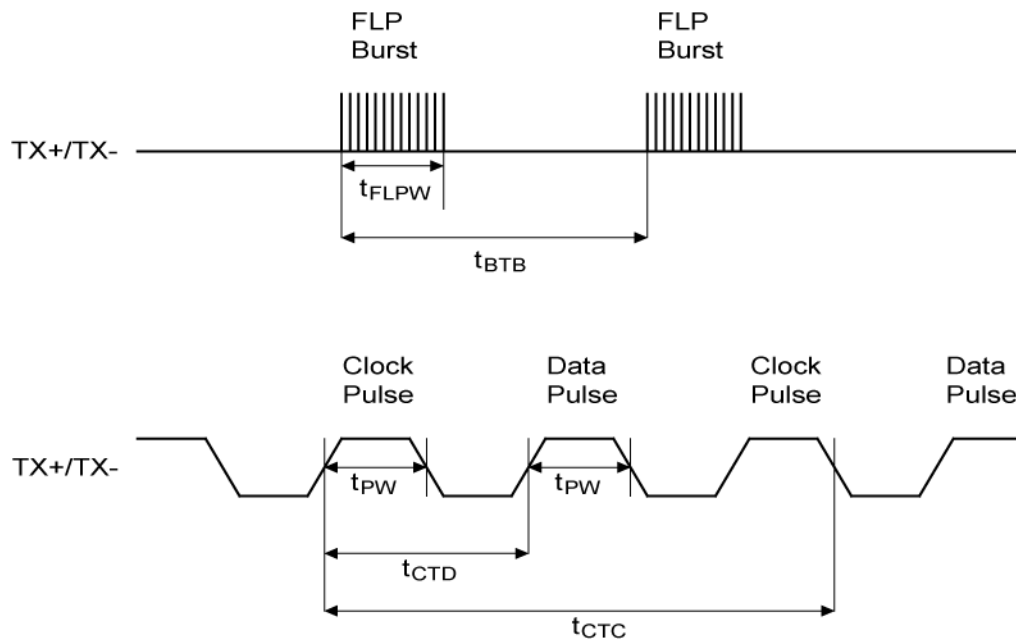 FLP
Burst
FLP
Burst
TX+/TX-
tFLPW
tBTB
Clock
Pulse
Data
Pulse
Clock
Pulse
Data
Pulse
TX+/TX-
tPW
tPW
tCTD
tCTC